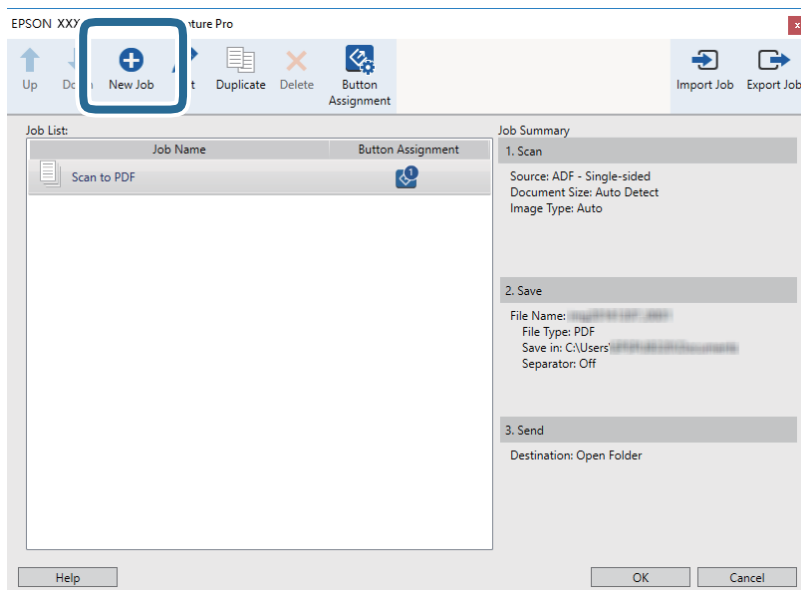 EPSON XXX ture Pro
Up
New Job
Duplicate
Delete
Button
Assignment
Import Job
Export Job
Job List:
Job Name
Button Assignment
Scan to PDF
1
Job Summary
1. Scan
Source: ADF - Single-sided
Document Size: Auto Detect
Image Type: Auto
2. Save
File Name:
File Type: PDF
Save in: C:\Users\
Separator: Off
3. Send
Destination: Open Folder
Help
OK
Cancel